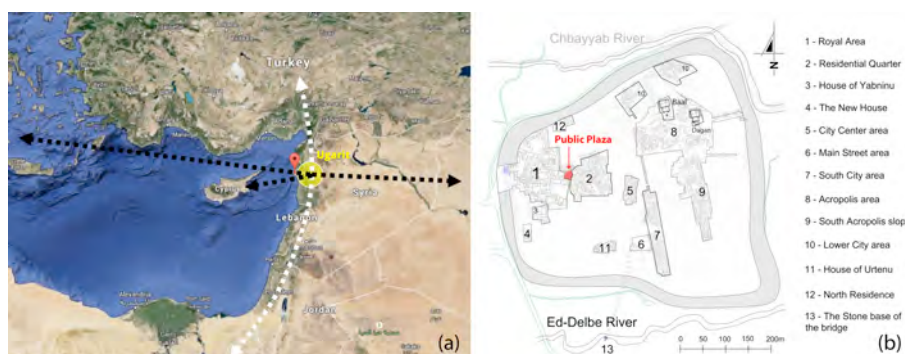 Turkey
Ugarit
Cyprus
Syria
Lebanon
Alexandria
Jordan
(a)
Chbayyab River
N
Public Plaza
Baal
Dagan
10
10
12
8
1
2
5
9
3
4
7
6
11
Ed-Delbe River
13
0 50 100 200m
1 - Royal Area
2 - Residential Quarter
3 - House of Yabninu
4 - The New House
5 - City Center area
6 - Main Street area
7 - South City area
8 - Acropolis area
9 - South Acropolis slop
10 - Lower City area
11 - House of Urtenu
12 - North Residence
13 - The Stone base of
the bridge
(b)